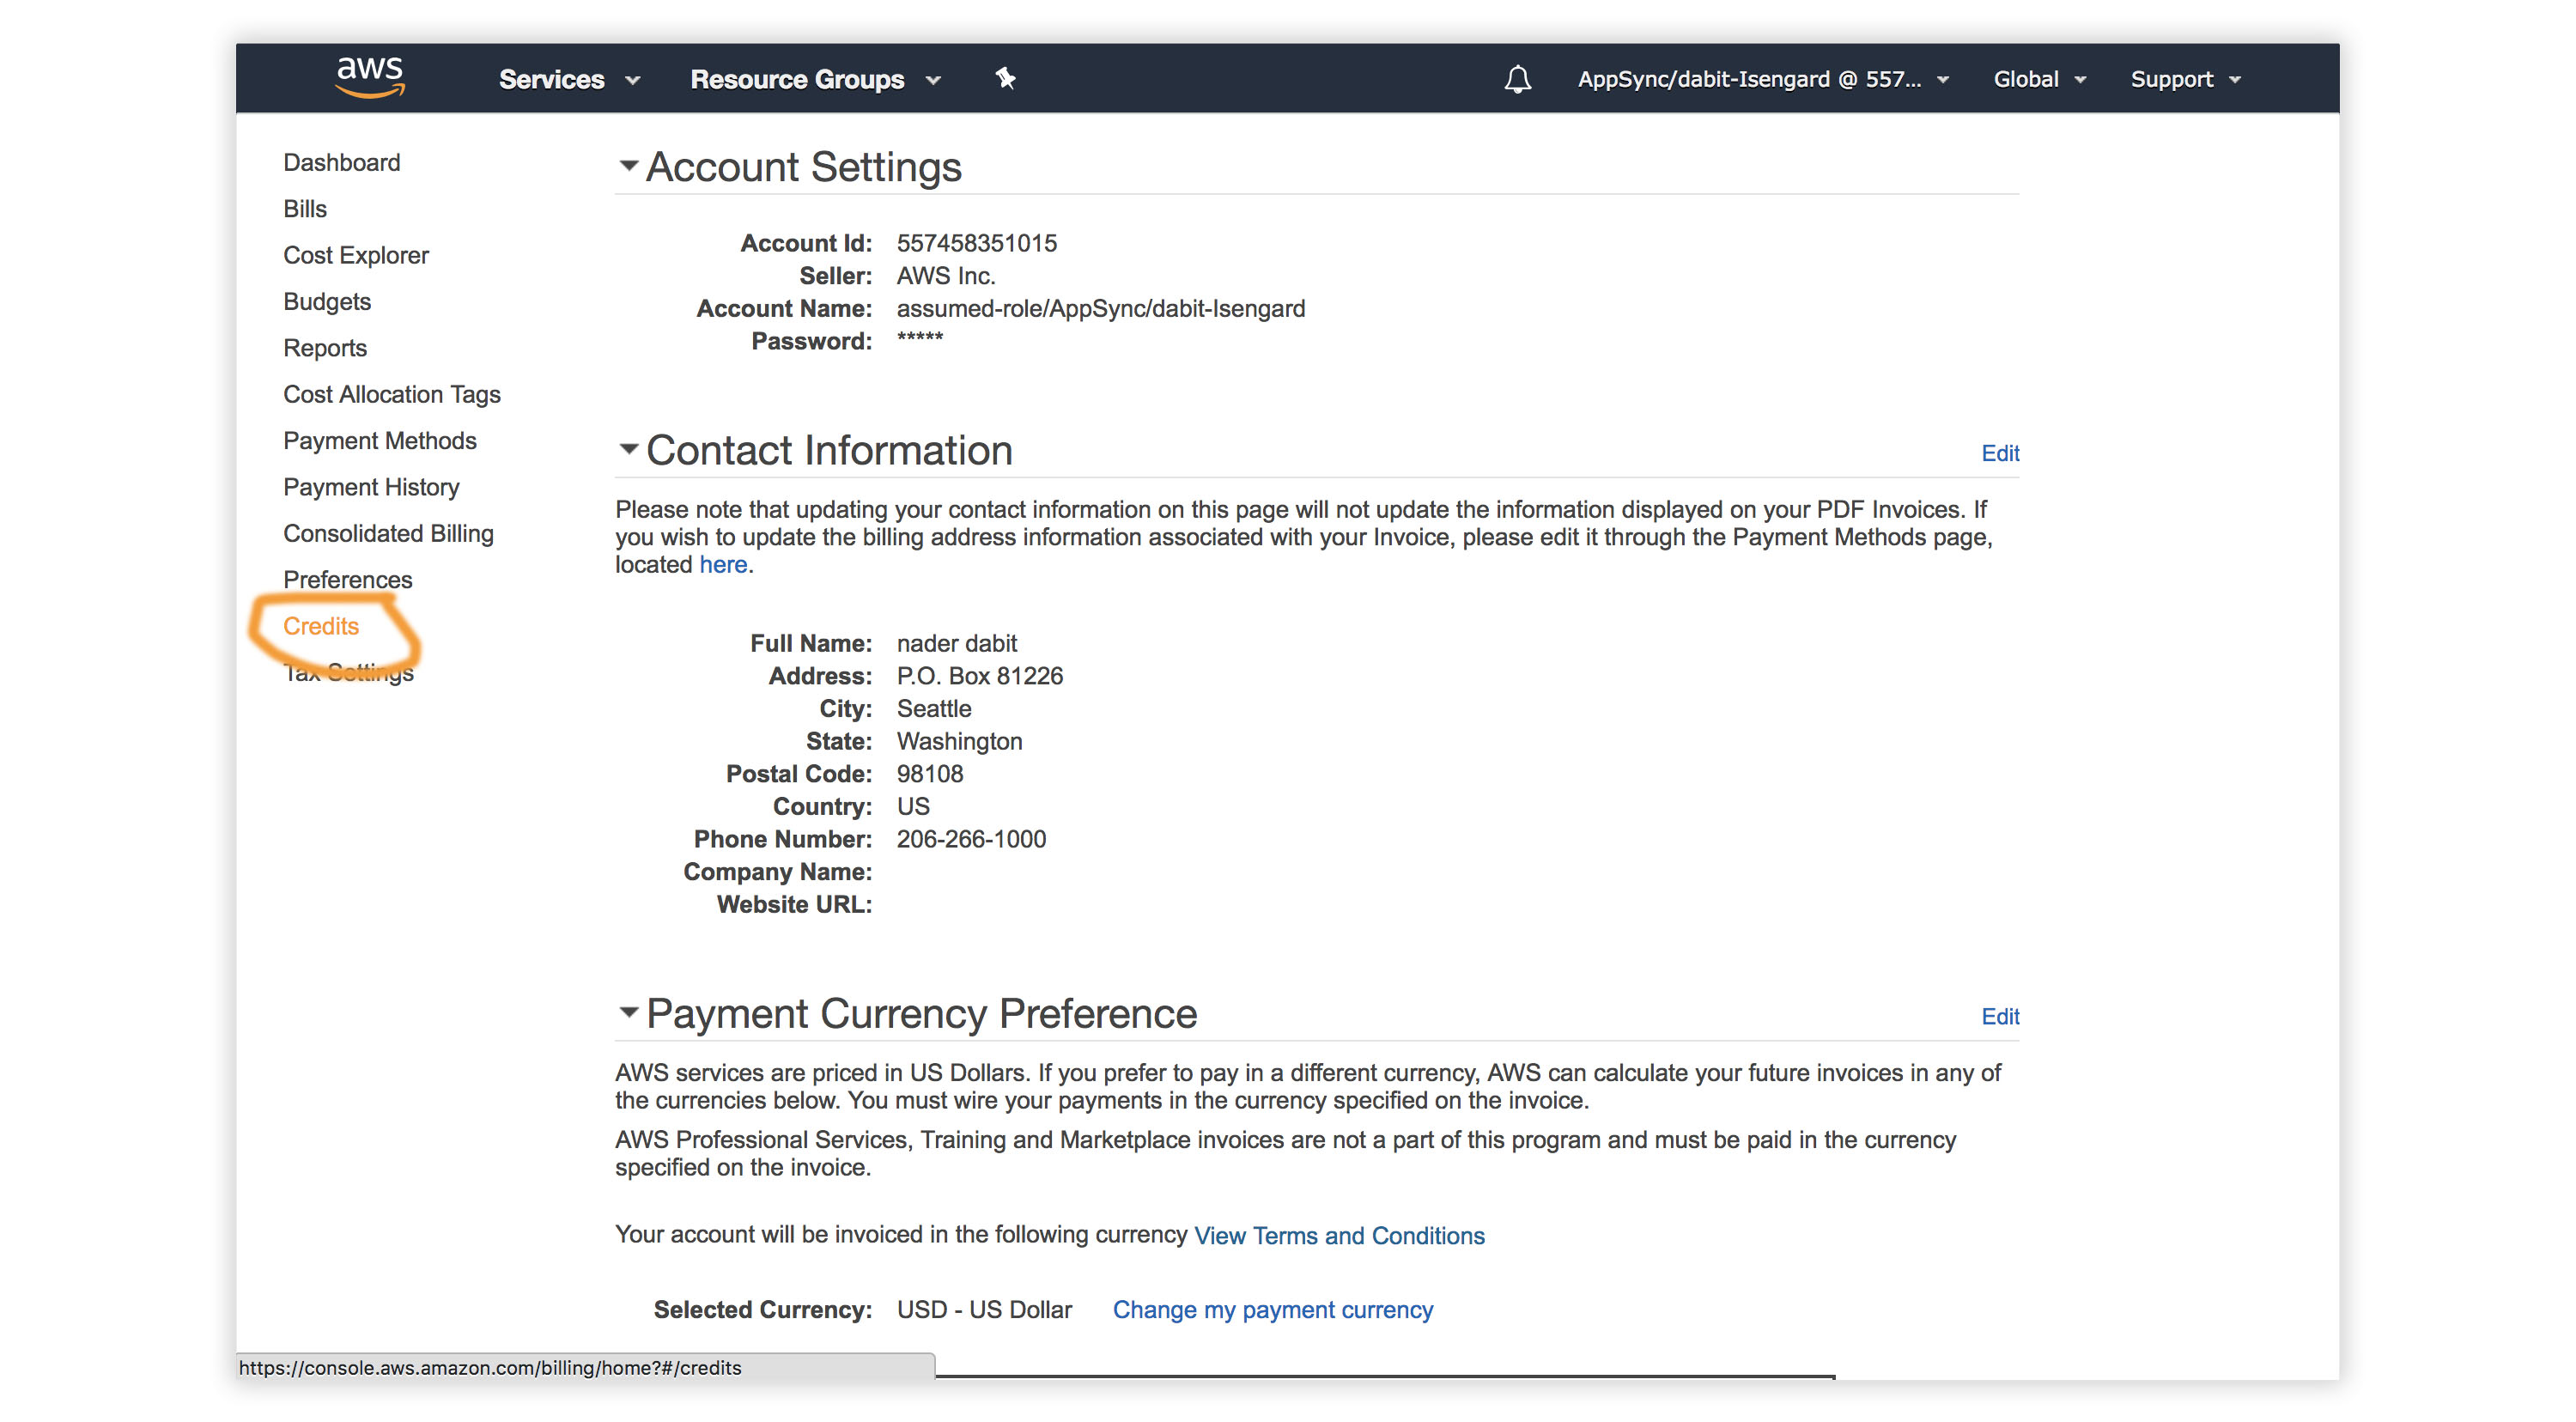 aws Services Resource Groups AppSync/dabit-Isengard @ 557... Global Support
Dashboard
Bills
Cost Explorer
Budgets
Reports
Cost Allocation Tags
Payment Methods
Payment History
Consolidated Billing
Preferences
Credits
Tax Settings
Account Settings
Account Id: 557458351015
Seller: AWS Inc.
Account Name: assumed-role/AppSync/dabit-Isengard
Password: *****
Contact Information Edit
Please note that updating your contact information on this page will not update the information displayed on your PDF Invoices. If
you wish to update the billing address information associated with your Invoice, please edit it through the Payment Methods page,
located here.
Full Name: nader dabit
Address: P.O. Box 81226
City: Seattle
State: Washington
Postal Code: 98108
Country: US
Phone Number: 206-266-1000
Company Name:
Website URL:
Payment Currency Preference Edit
AWS services are priced in US Dollars. If you prefer to pay in a different currency, AWS can calculate your future invoices in any of
the currencies below. You must wire your payments in the currency specified on the invoice.
AWS Professional Services, Training and Marketplace invoices are not a part of this program and must be paid in the currency
specified on the invoice.
Your account will be invoiced in the following currency View Terms and Conditions
Selected Currency: USD - US Dollar Change my payment currency
https://console.aws.amazon.com/billing/home?#/credits